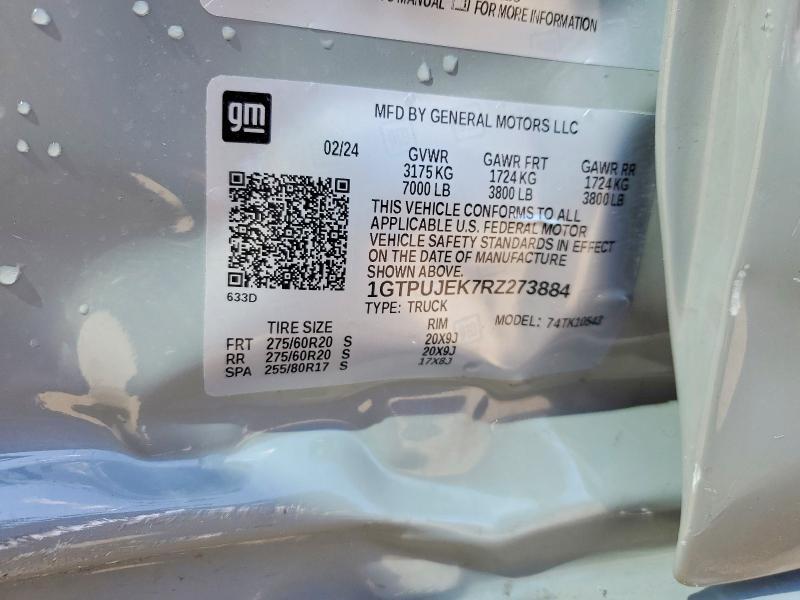 MANUAL FOR MORE INFORMATION
gm
MFD BY GENERAL MOTORS LLC
02/24 GVWR GAWR FRT GAWR RR
3175 KG 1724 KG 1724 KG
7000 LB 3800 LB 3800 LB
THIS VEHICLE CONFORMS TO ALL
APPLICABLE U.S. FEDERAL MOTOR
VEHICLE SAFETY STANDARDS IN EFFECT
ON THE DATE OF MANUFACTURE
SHOWN ABOVE.
633D
1GTPUJEK7RZ273884
TYPE: TRUCK
TIRE SIZE RIM MODEL: 74TK10543
FRT 275/60R20 S 20X9J
RR 275/60R20 S 20X9J
SPA 255/80R17 S 17X8J